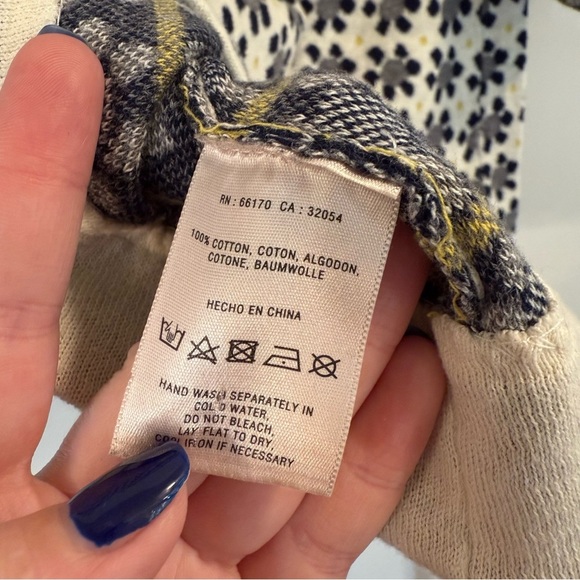 RN : 66170 CA : 32054
100% COTTON, COTON, ALGODON,
COTONE, BAUMWOLLE
HECHO EN CHINA
HAND WASH SEPARATELY IN
COLD WATER,
DO NOT BLEACH,
LAY FLAT TO DRY,
COOL IRON IF NECESSARY